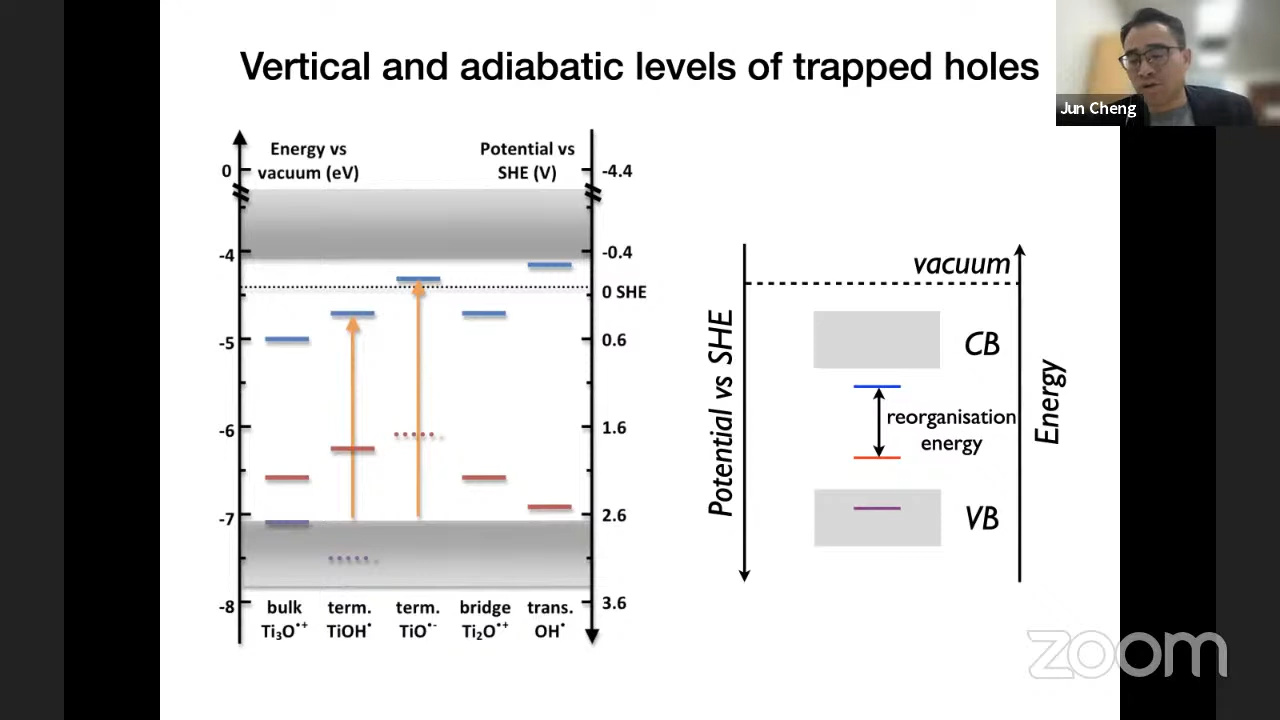 Vertical and adiabatic levels of trapped holes
Jun Cheng
Energy vs
vacuum (eV)
Potential vs
SHE (V)
0
-4
-5
-6
-7
-8
-4.4
-0.4
0 SHE
0.6
1.6
2.6
3.6
bulk
Ti₃O•⁺
term.
TiOH•
term.
TiO•⁻
bridge
Ti₂O•⁺
trans.
OH•
Potential vs SHE
vacuum
CB
reorganisation
energy
VB
Energy
zoom